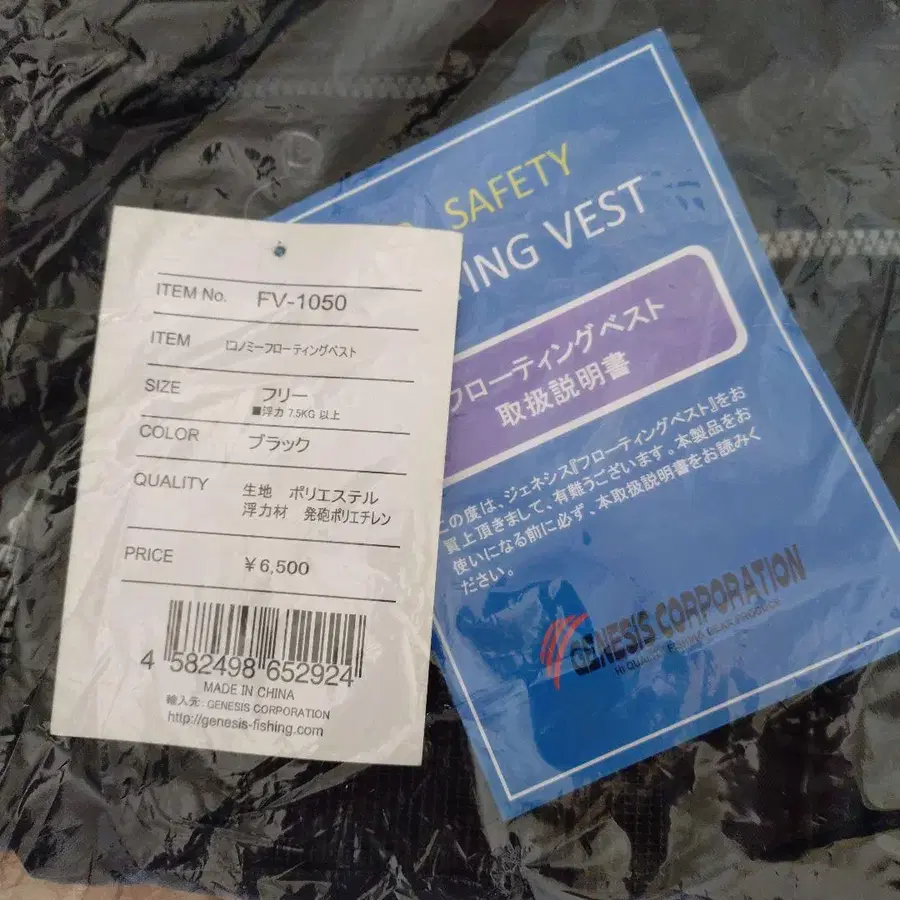 ITEM No. FV-1050
ITEM ロノミーフローティングベスト
SIZE フリー
■浮力 7.5KG 以上
COLOR ブラック
QUALITY 生地 ポリエステル
浮力材 発砲ポリエチレン
PRICE ¥6,500
4 582498 652924
MADE IN CHINA
輸入元: GENESIS CORPORATION
http://genesis-fishing.com
SAFETY
TING VEST
フローティングベスト
取扱説明書
この度は、ジェネシス『フローティングベスト』をお
買上頂きまして、有難うございます。本製品をお
使いになる前に必ず、本取扱説明書をお読みく
ださい。
GENESIS CORPORATION
HI QUALITY FISHING GEAR PRODUCT